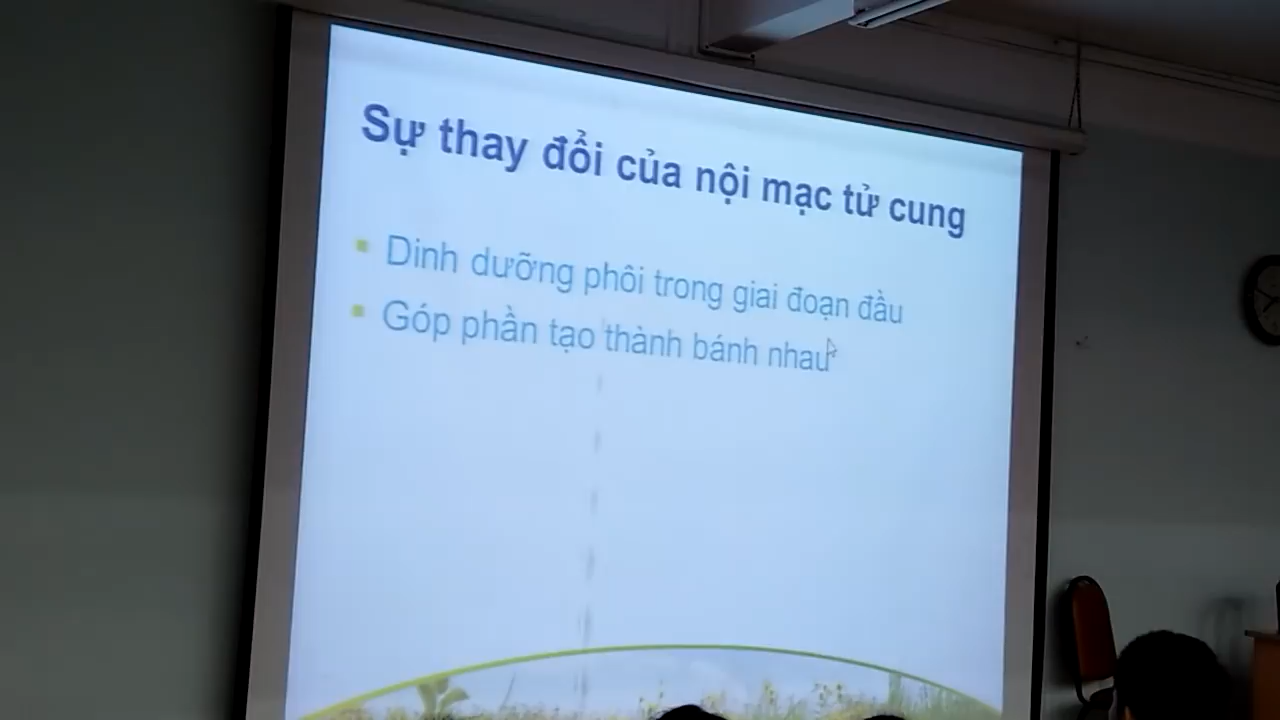 Sự thay đổi của nội mạc tử cung
Dinh dưỡng phôi trong giai đoạn đầu
Góp phần tạo thành bánh nhau